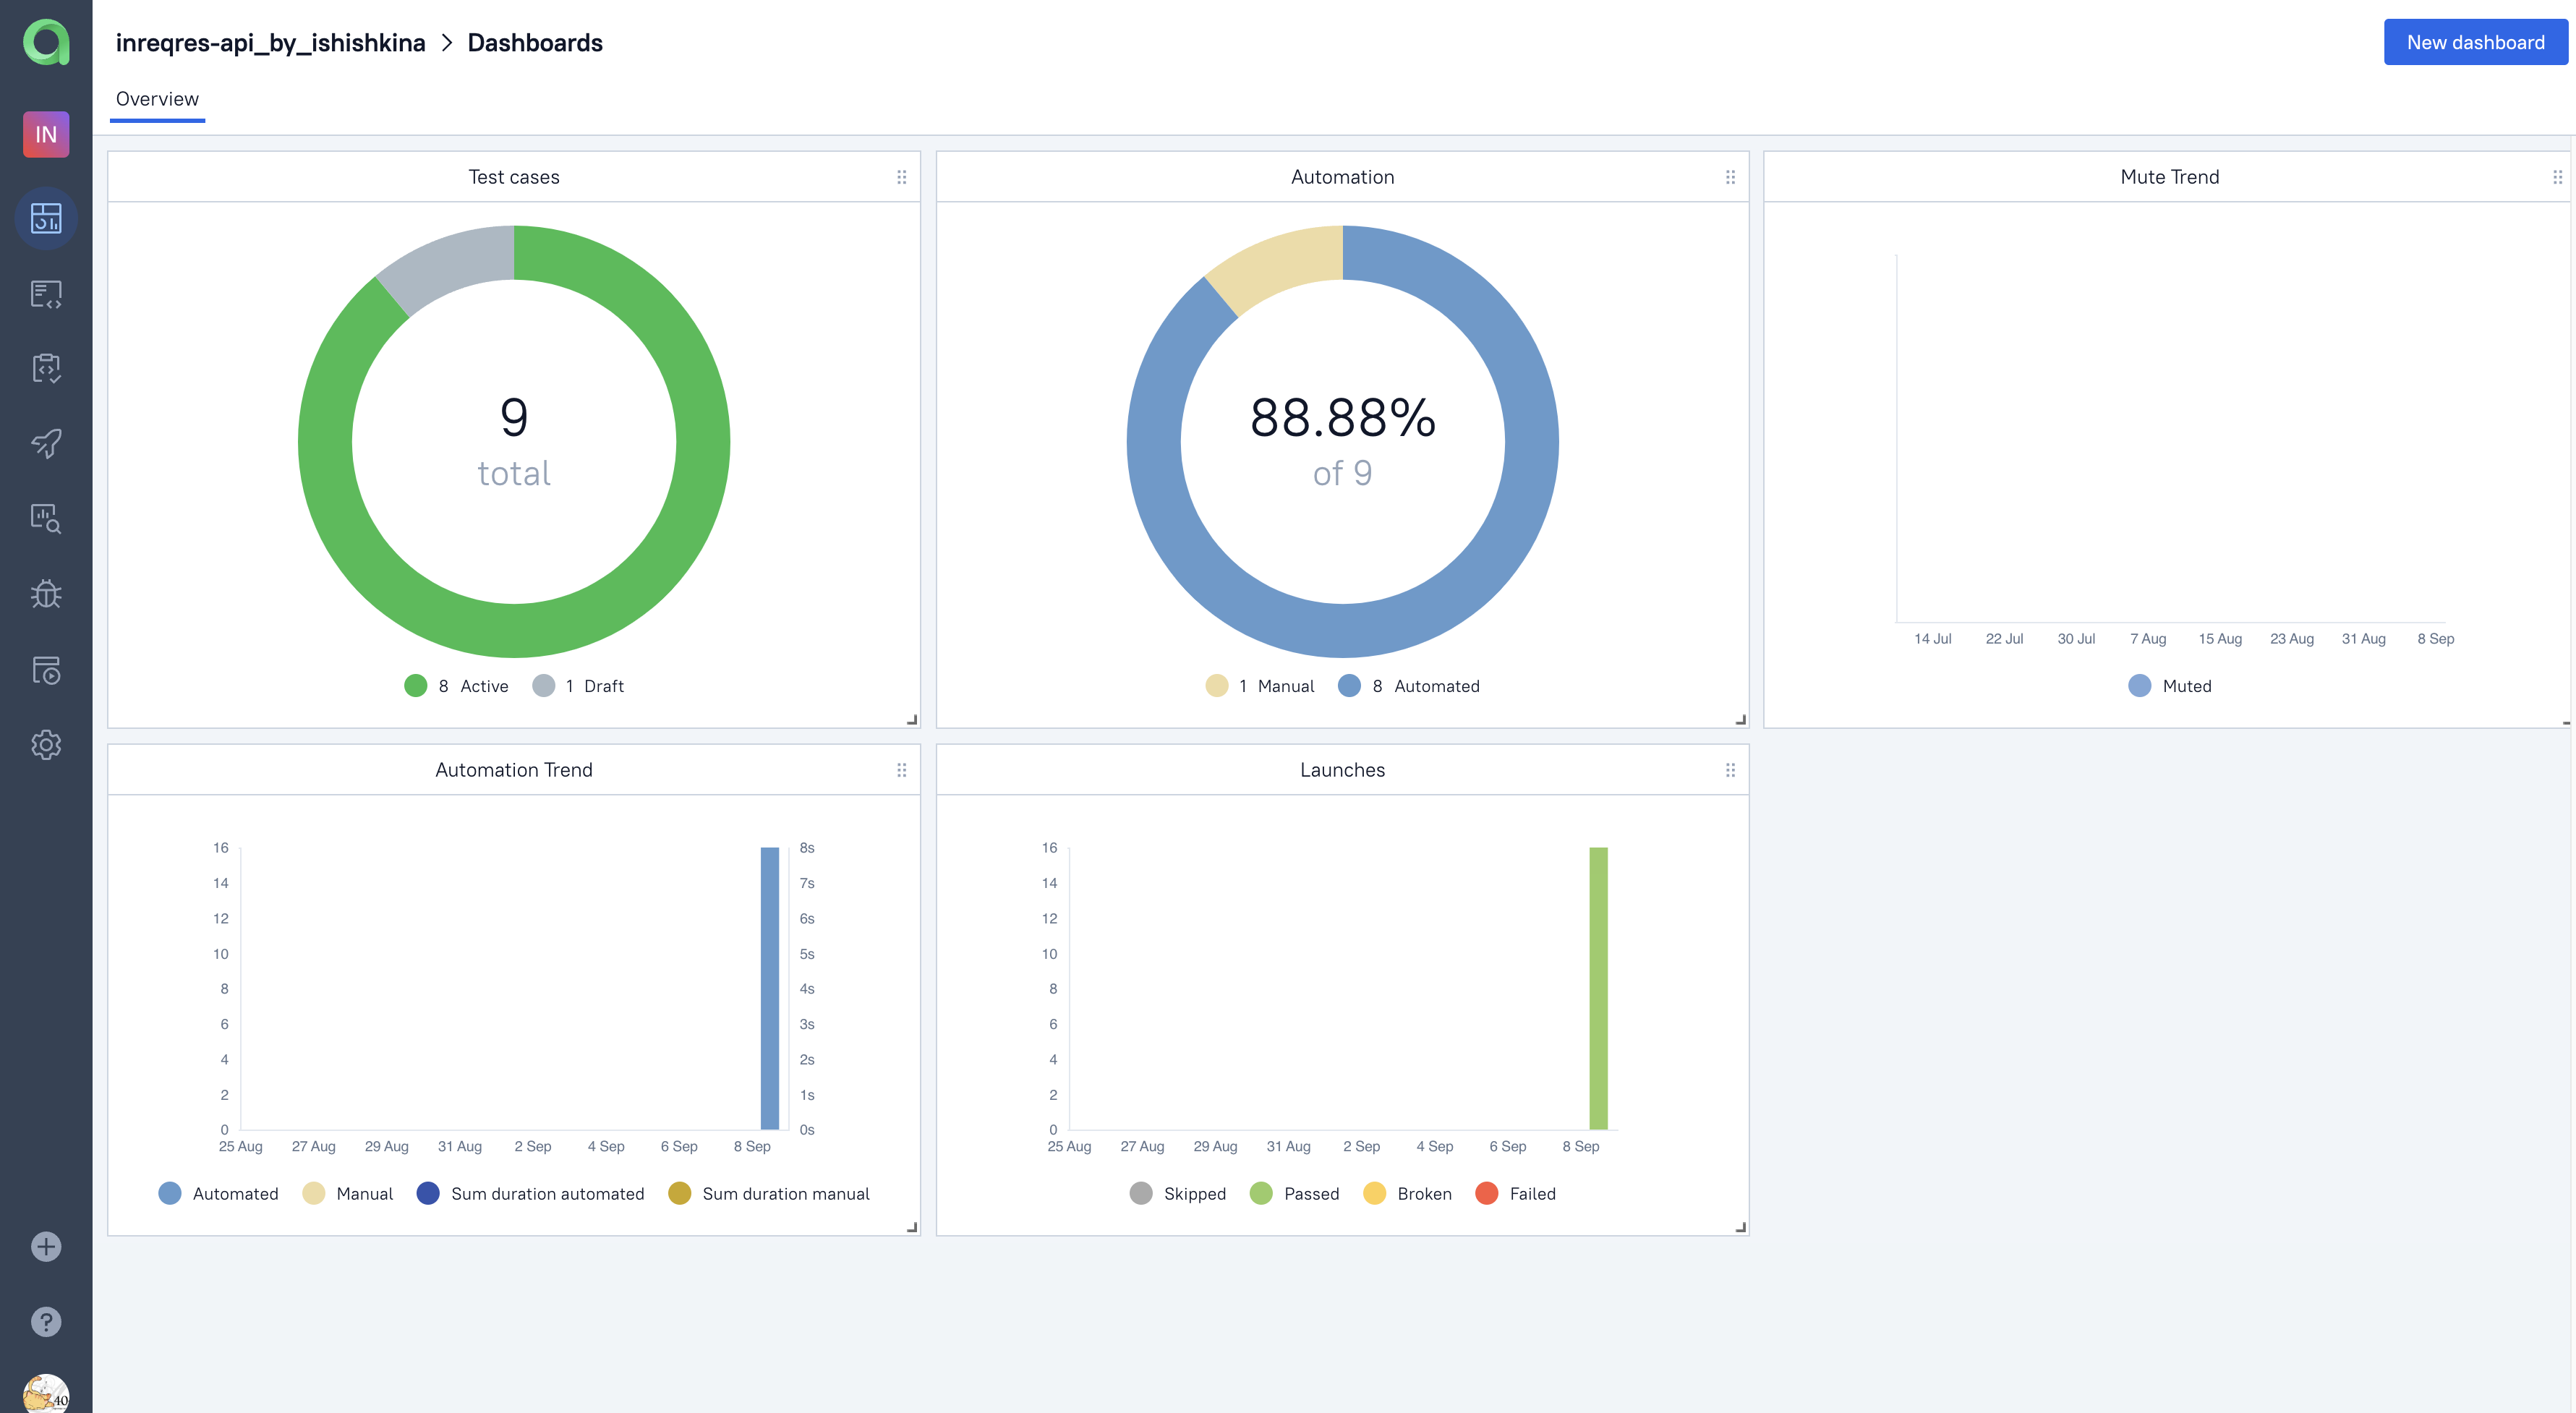 inreqres-api_by_ishishkina > Dashboards
New dashboard
Overview
IN
Test cases
9
total
8 Active 1 Draft
Automation
88.88%
of 9
1 Manual 8 Automated
Mute Trend
14 Jul 22 Jul 30 Jul 7 Aug 15 Aug 23 Aug 31 Aug 8 Sep
Muted
Automation Trend
16 8s
14 7s
12 6s
10 5s
8 4s
6 3s
4 2s
2 1s
0 0s
25 Aug 27 Aug 29 Aug 31 Aug 2 Sep 4 Sep 6 Sep 8 Sep
Automated Manual Sum duration automated Sum duration manual
Launches
16
14
12
10
8
6
4
2
0
25 Aug 27 Aug 29 Aug 31 Aug 2 Sep 4 Sep 6 Sep 8 Sep
Skipped Passed Broken Failed
?
40